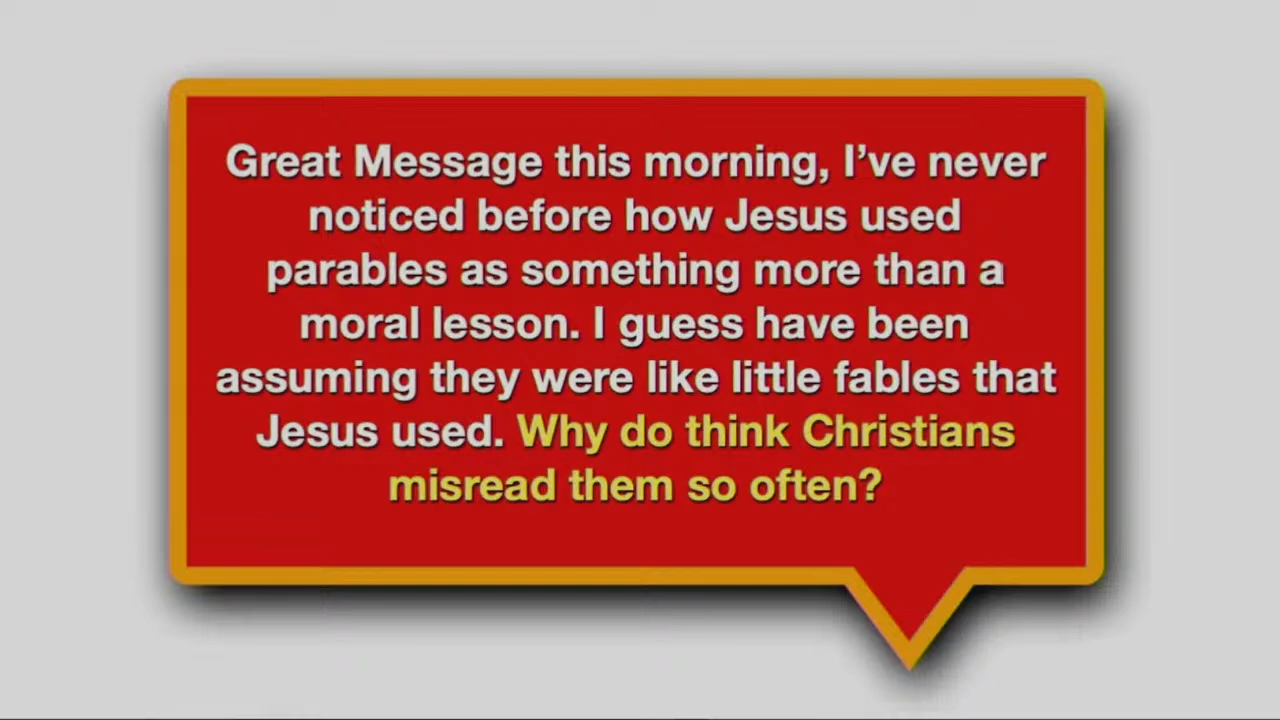 Great Message this morning, I’ve never
noticed before how Jesus used
parables as something more than a
moral lesson. I guess have been
assuming they were like little fables that
Jesus used. Why do think Christians
misread them so often?